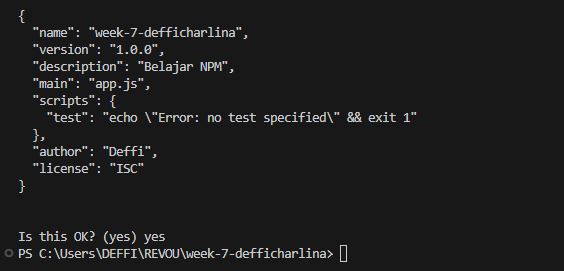 {
  "name": "week-7-defficharlina",
  "version": "1.0.0",
  "description": "Belajar NPM",
  "main": "app.js",
  "scripts": {
    "test": "echo \"Error: no test specified\" && exit 1"
  },
  "author": "Deffi",
  "license": "ISC"
}
Is this OK? (yes) yes
PS C:\Users\DEFFI\REVOU\week-7-defficharlina>